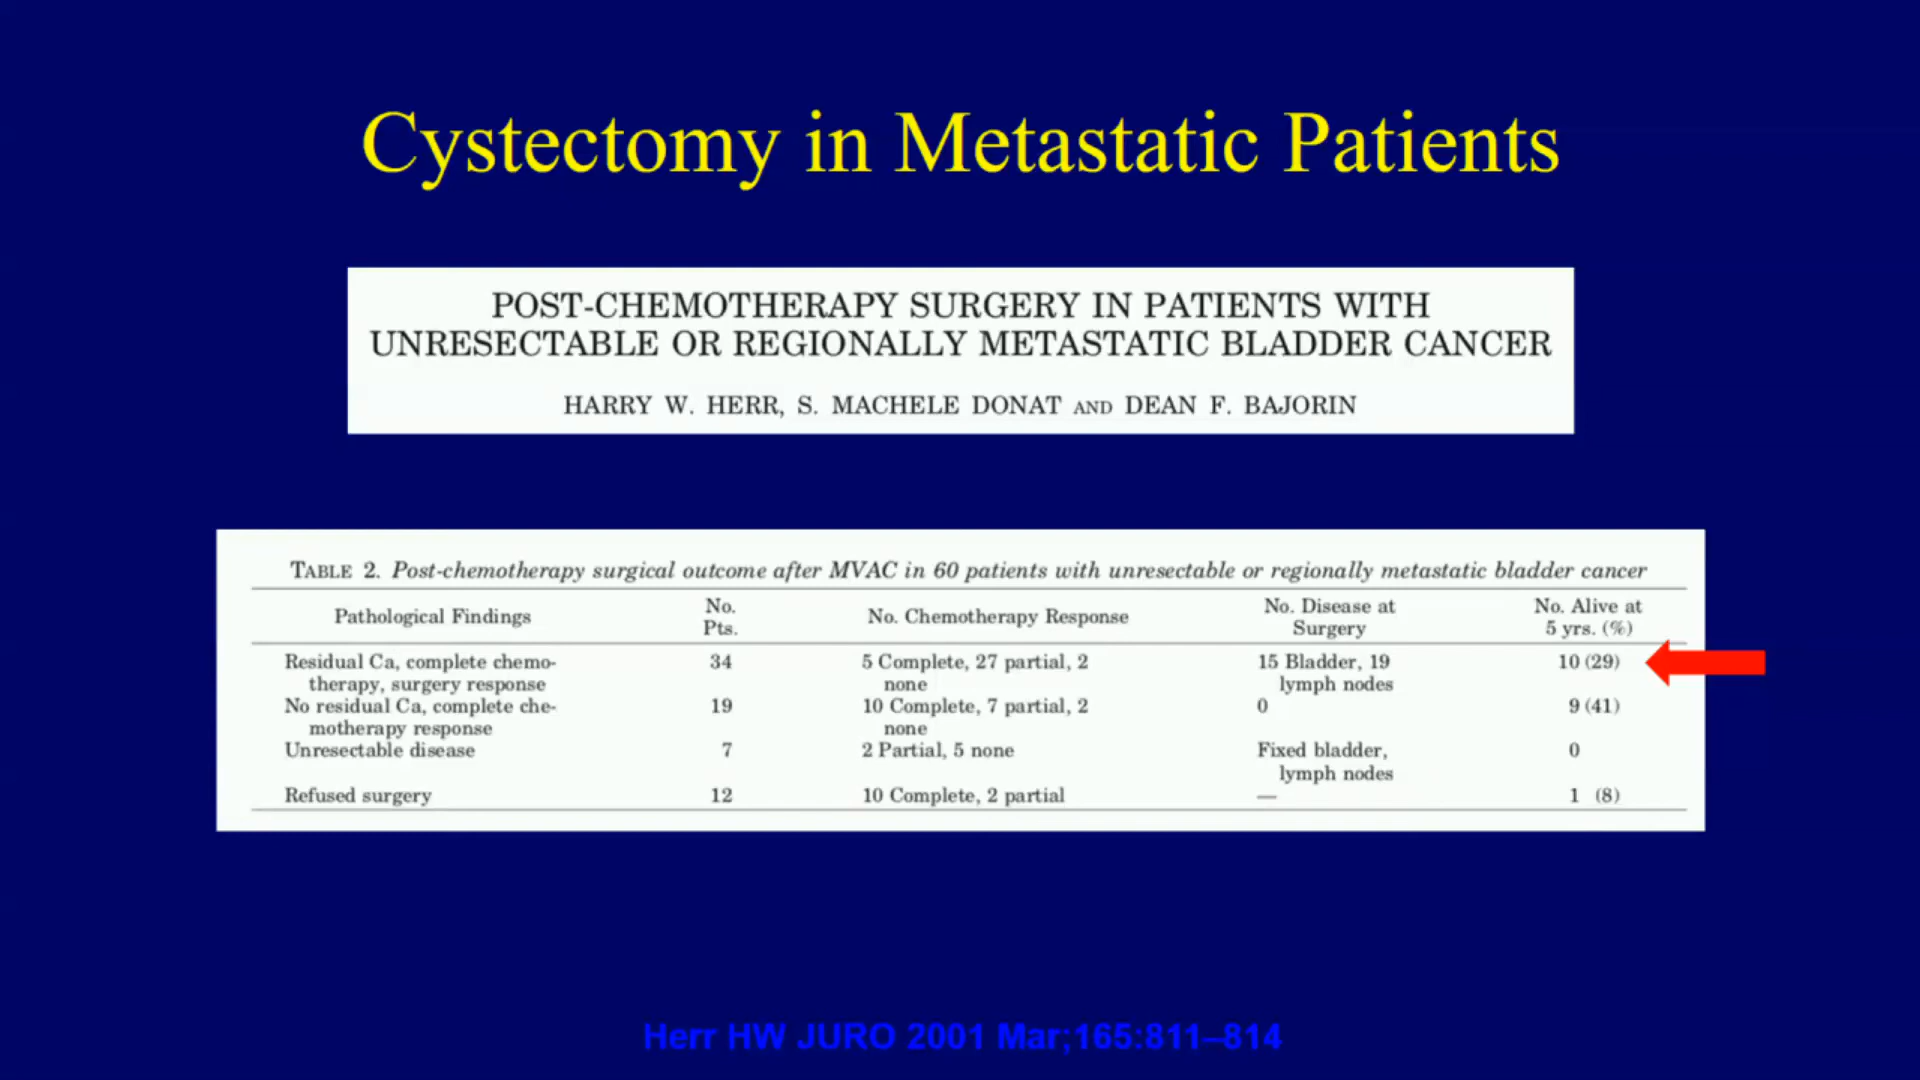 Cystectomy in Metastatic Patients
POST-CHEMOTHERAPY SURGERY IN PATIENTS WITH
UNRESECTABLE OR REGIONALLY METASTATIC BLADDER CANCER
HARRY W. HERR, S. MACHELE DONAT AND DEAN F. BAJORIN
TABLE 2. Post-chemotherapy surgical outcome after MVAC in 60 patients with unresectable or regionally metastatic bladder cancer
Pathological Findings No. Pts. No. Chemotherapy Response No. Disease at Surgery No. Alive at 5 yrs. (%)
Residual Ca, complete chemo- 34 5 Complete, 27 partial, 2 15 Bladder, 19 10 (29)
therapy, surgery response none lymph nodes
No residual Ca, complete che- 19 10 Complete, 7 partial, 2 0 9 (41)
motherapy response none
Unresectable disease 7 2 Partial, 5 none Fixed bladder, 0
lymph nodes
Refused surgery 12 10 Complete, 2 partial — 1 (8)
Herr HW JURO 2001 Mar;165:811–814